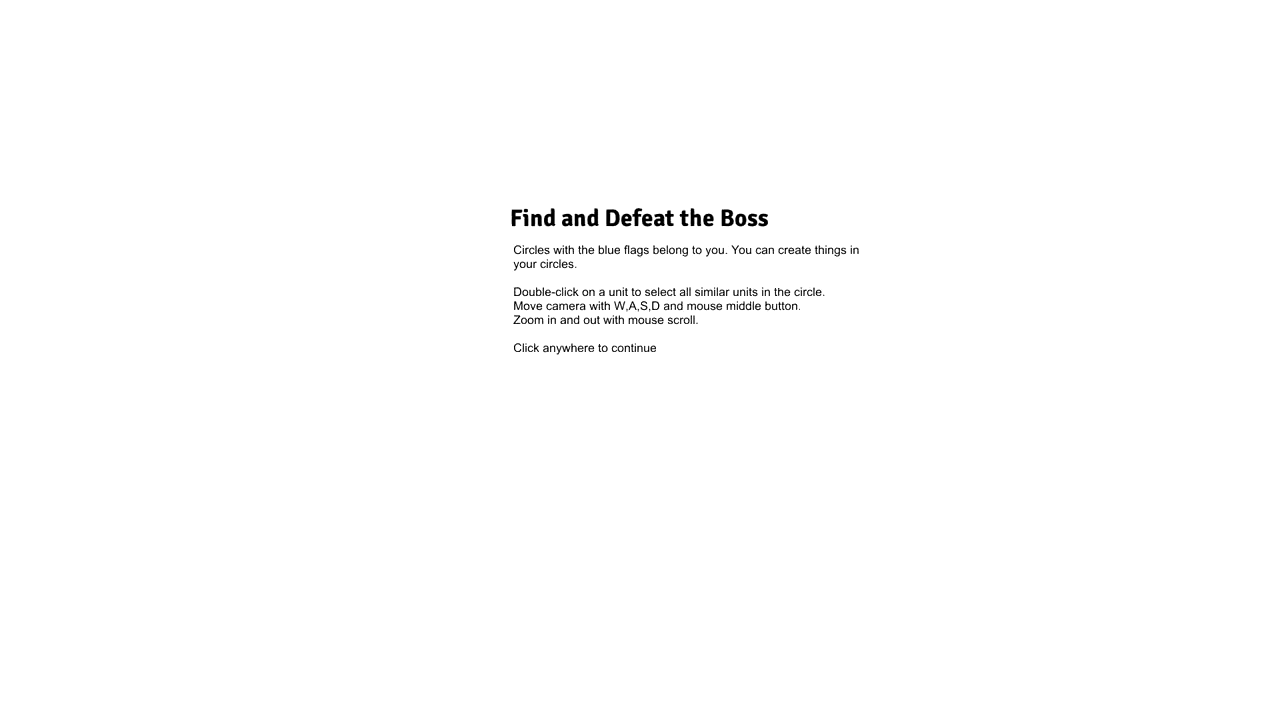 Find and Defeat the Boss
Circles with the blue flags belong to you. You can create things in
your circles.
Double-click on a unit to select all similar units in the circle.
Move camera with W,A,S,D and mouse middle button.
Zoom in and out with mouse scroll.
Click anywhere to continue